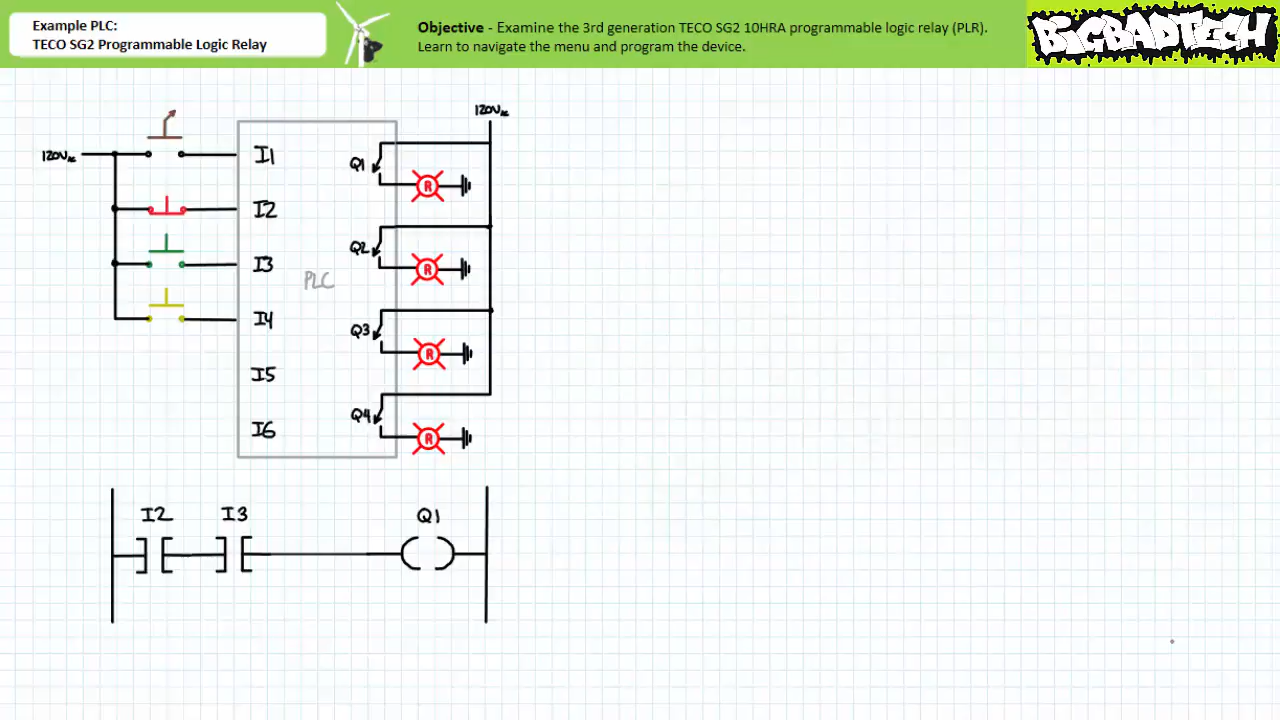 Example PLC:
TECO SG2 Programmable Logic Relay
Objective - Examine the 3rd generation TECO SG2 10HRA programmable logic relay (PLR).
Learn to navigate the menu and program the device.
BIGBADTECH
120Vac
120Vac
I1
I2
I3
I4
I5
I6
PLC
Q1
R
Q2
R
Q3
R
Q4
R
I2 I3 Q1